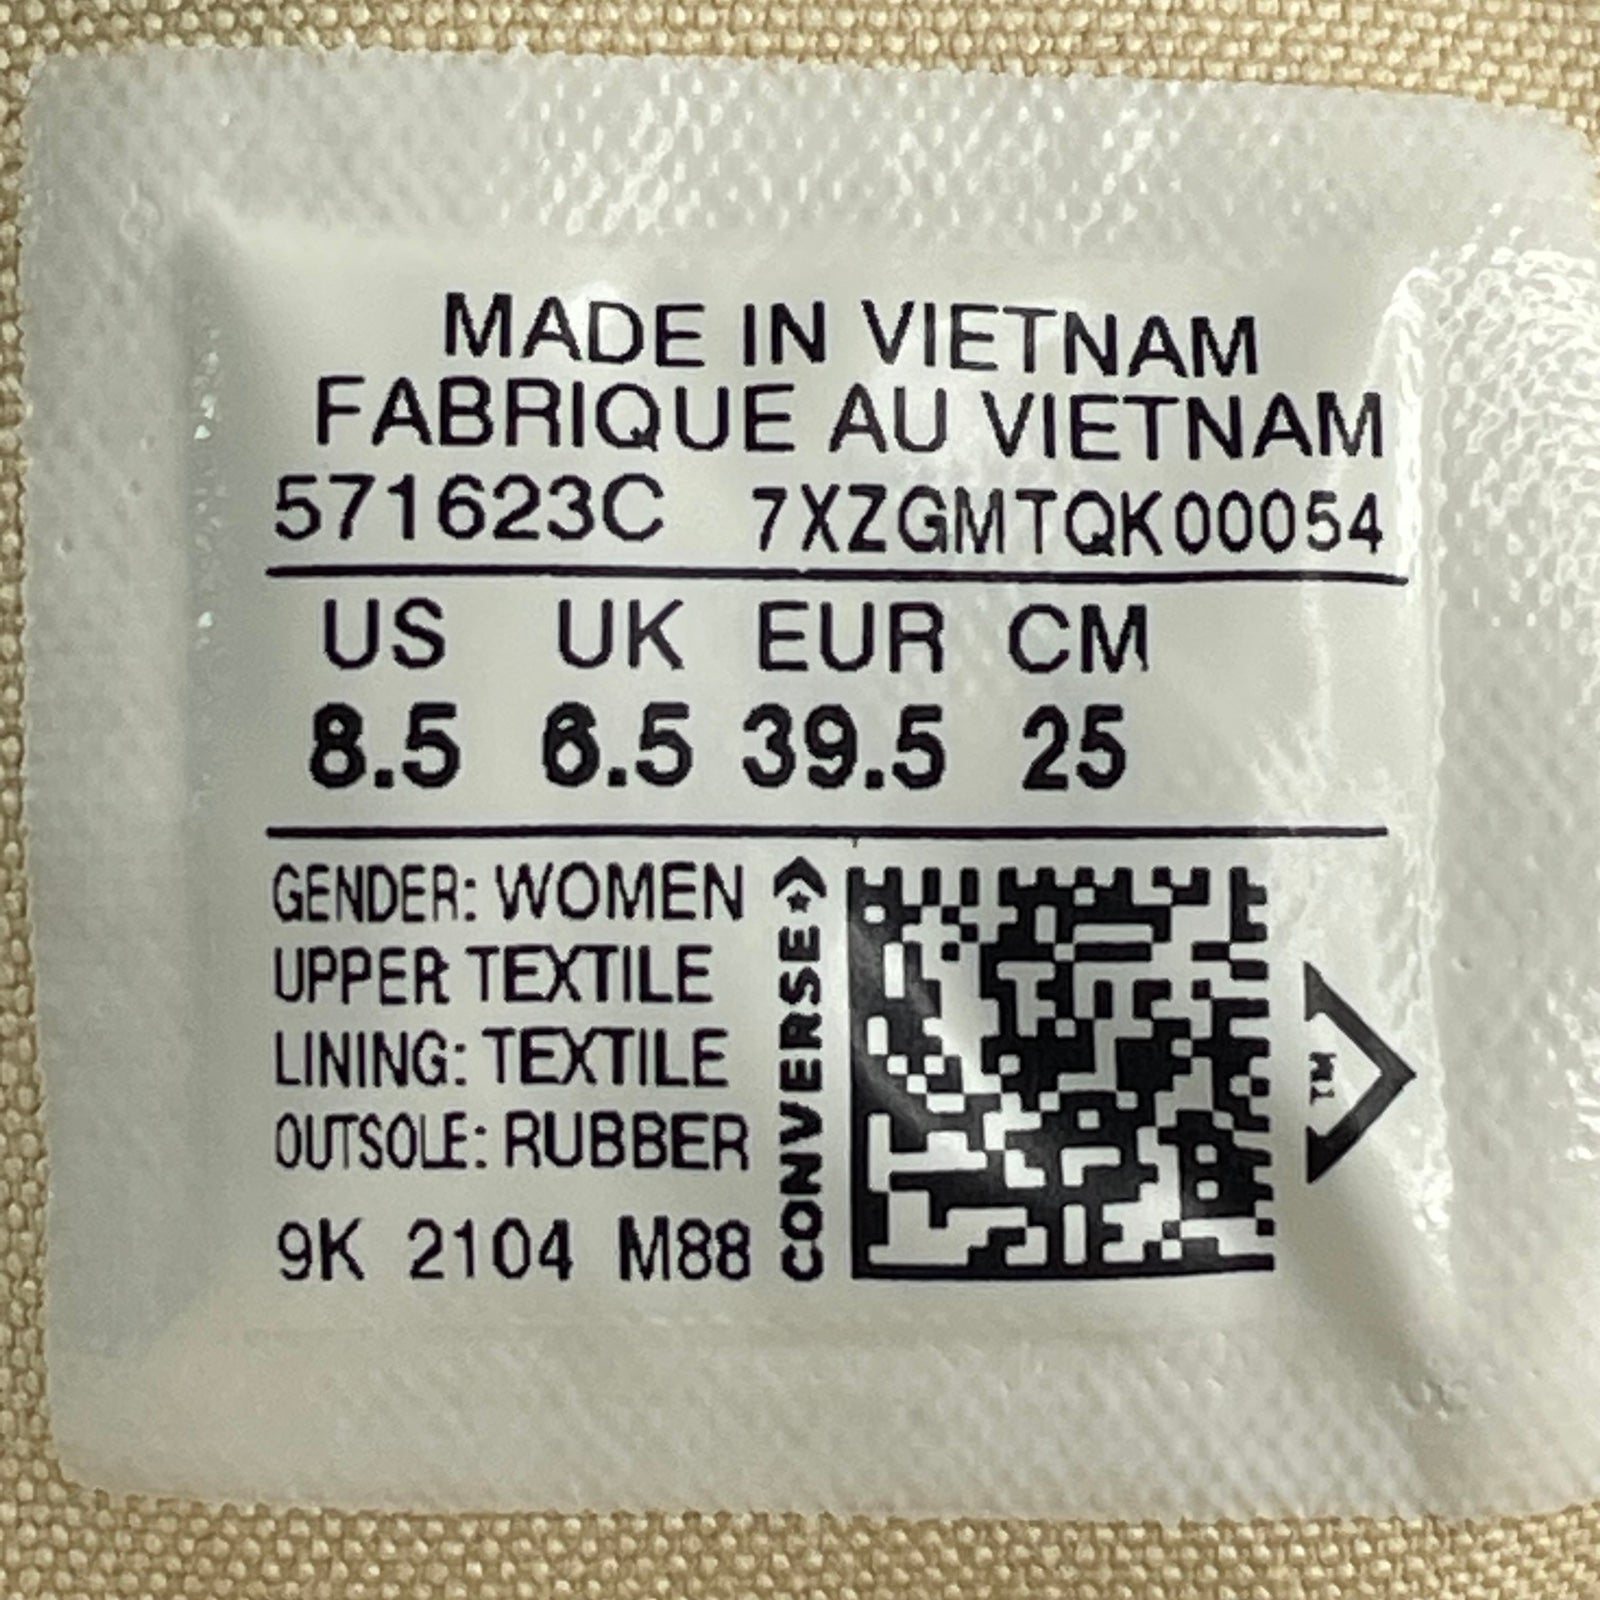 MADE IN VIETNAM
FABRIQUE AU VIETNAM
571623C 7XZGMTQK00054
US UK EUR CM
8.5 6.5 39.5 25
GENDER: WOMEN
UPPER TEXTILE
LINING: TEXTILE
OUTSOLE: RUBBER
9K 2104 M88
CONVERSE